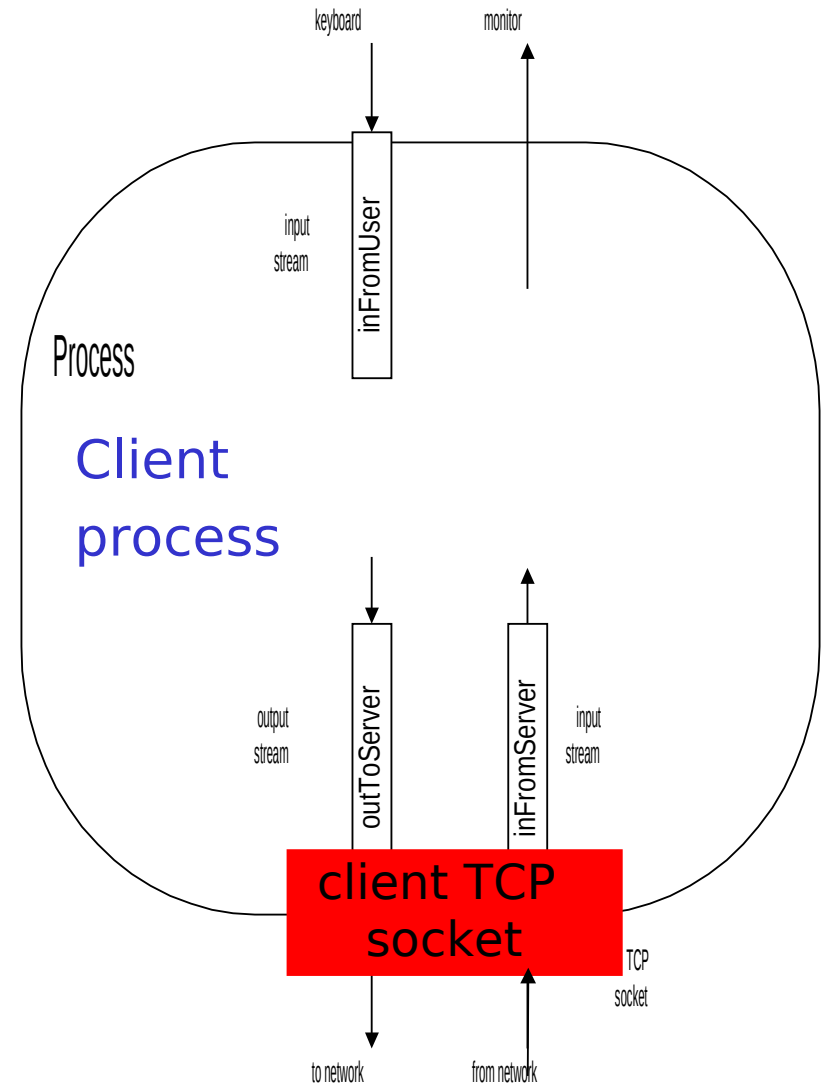 keyboard
monitor
input
stream
inFromUser
Process
Client
process
output
stream
outToServer
inFromServer
input
stream
client TCP
socket
TCP
socket
to network
from network